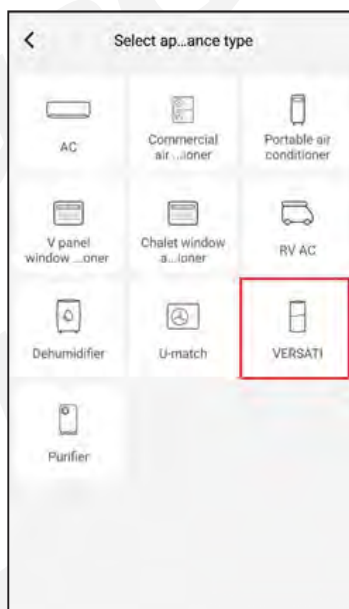 Select ap...ance type
AC
Commercial
air ...ioner
Portable air
conditioner
V panel
window ...oner
Chalet window
a...ioner
RV AC
Dehumidifier
U-match
VERSATI
Purifier